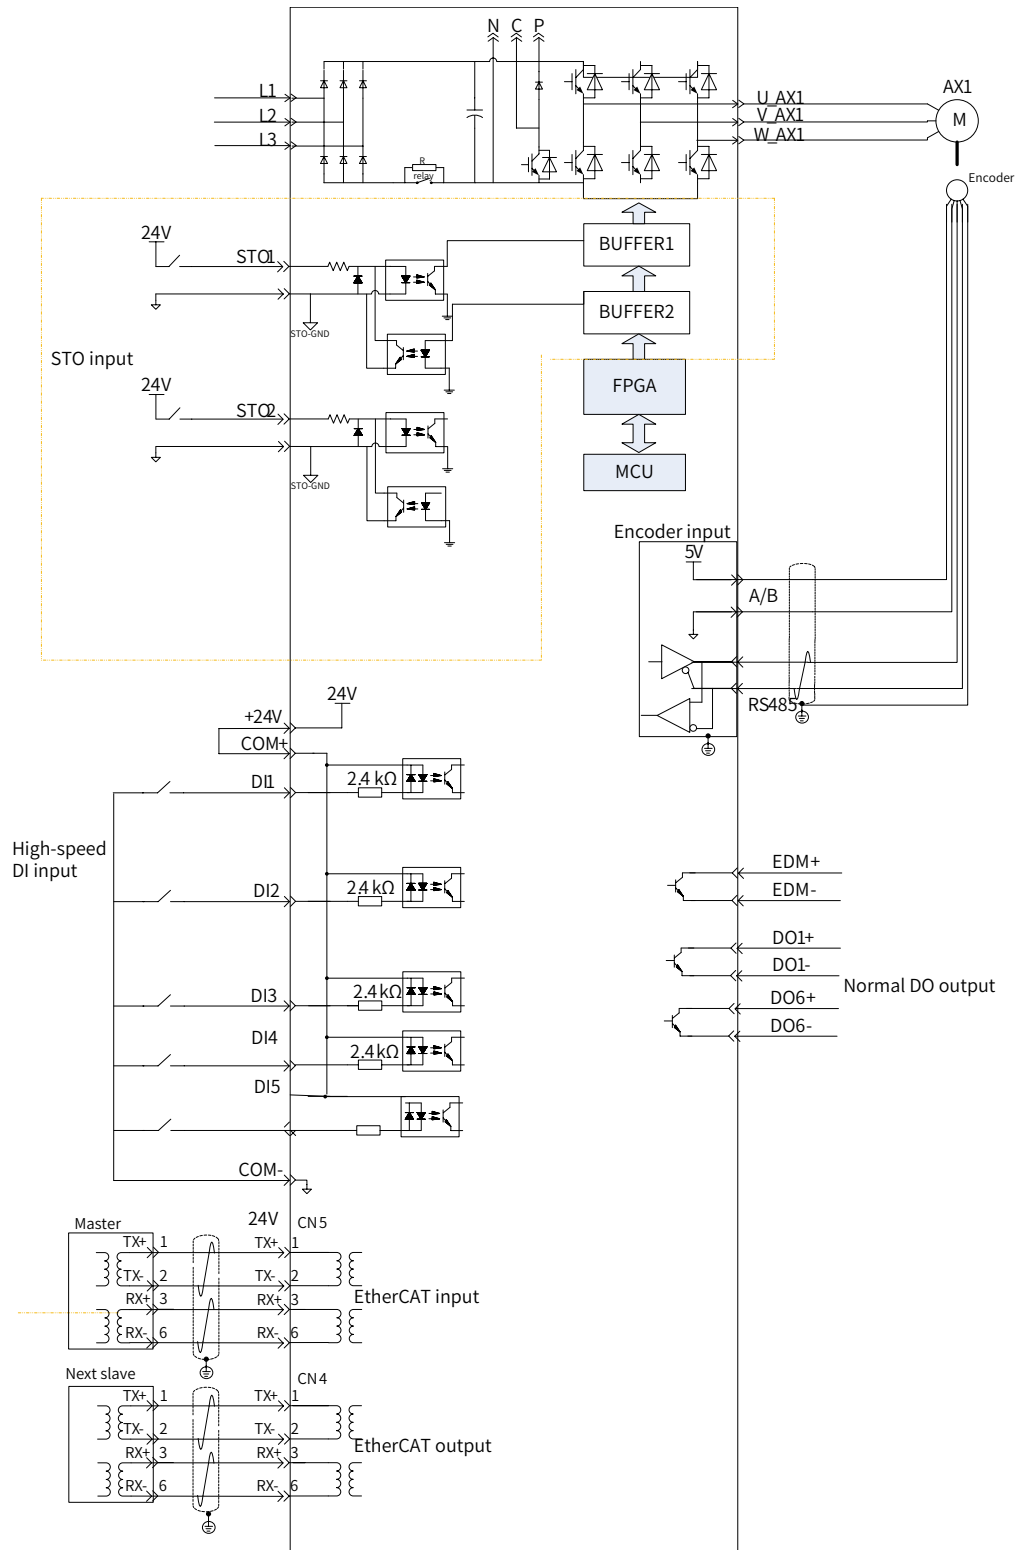 N C P
L1
L2
L3
R
relay
U_AX1
V_AX1
W_AX1
AX1
M
Encoder
24V
STO1
STO-GND
STO input
24V
STO2
STO-GND
BUFFER1
BUFFER2
FPGA
MCU
Encoder input
5V
A/B
RS485
24V
+24V
COM+
DI1
2.4 kΩ
High-speed
DI input
DI2
2.4 kΩ
DI3
2.4 kΩ
DI4
2.4 kΩ
DI5
COM-
EDM+
EDM-
DO1+
DO1-
Normal DO output
DO6+
DO6-
24V
Master
CN5
TX+ 1 TX+ 1
TX- 2 TX- 2
EtherCAT input
RX+ 3 RX+ 3
RX- 6 RX- 6
Next slave
CN4
TX+ 1 TX+ 1
TX- 2 TX- 2
EtherCAT output
RX+ 3 RX+ 3
RX- 6 RX- 6